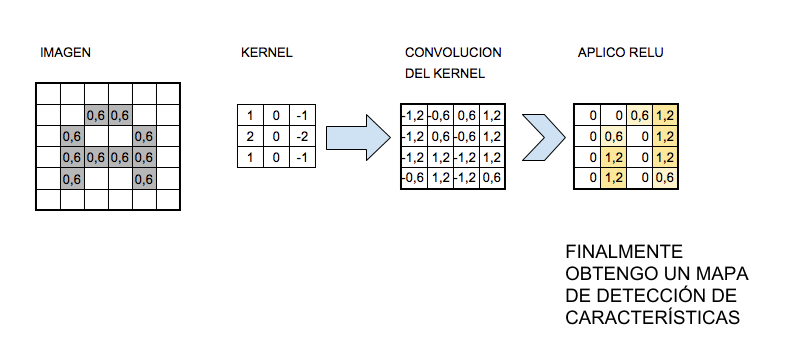 IMAGEN
KERNEL
CONVOLUCION
DEL KERNEL
APLICO RELU
0,6 0,6
0,6 0,6
0,6 0,6 0,6 0,6
0,6 0,6
1 0 -1
2 0 -2
1 0 -1
-1,2 -0,6 0,6 1,2
-1,2 0,6 -0,6 1,2
-1,2 1,2 -1,2 1,2
-0,6 1,2 -1,2 0,6
0 0 0,6 1,2
0 0,6 0 1,2
0 1,2 0 1,2
0 1,2 0 0,6
FINALMENTE
OBTENGO UN MAPA
DE DETECCIÓN DE
CARACTERÍSTICAS